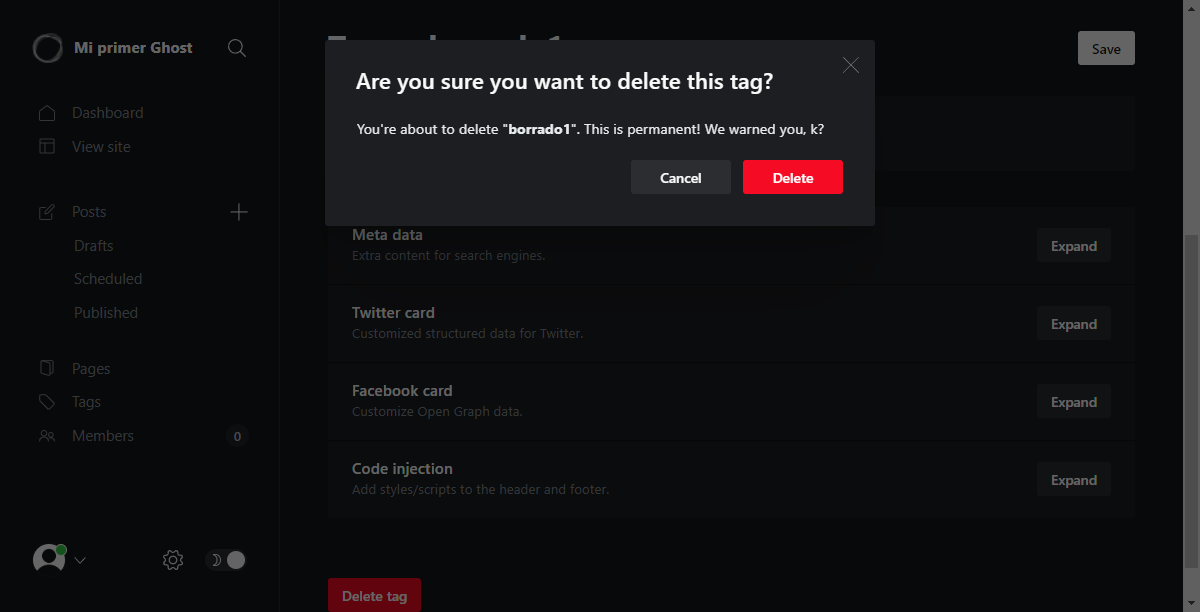 Mi primer Ghost
Save
Are you sure you want to delete this tag?
You're about to delete "borrado1". This is permanent! We warned you, k?
Cancel
Delete
Dashboard
View site
Posts
Drafts
Scheduled
Published
Pages
Tags
Members
0
Meta data
Extra content for search engines.
Expand
Twitter card
Customized structured data for Twitter.
Expand
Facebook card
Customize Open Graph data.
Expand
Code injection
Add styles/scripts to the header and footer.
Expand
Delete tag